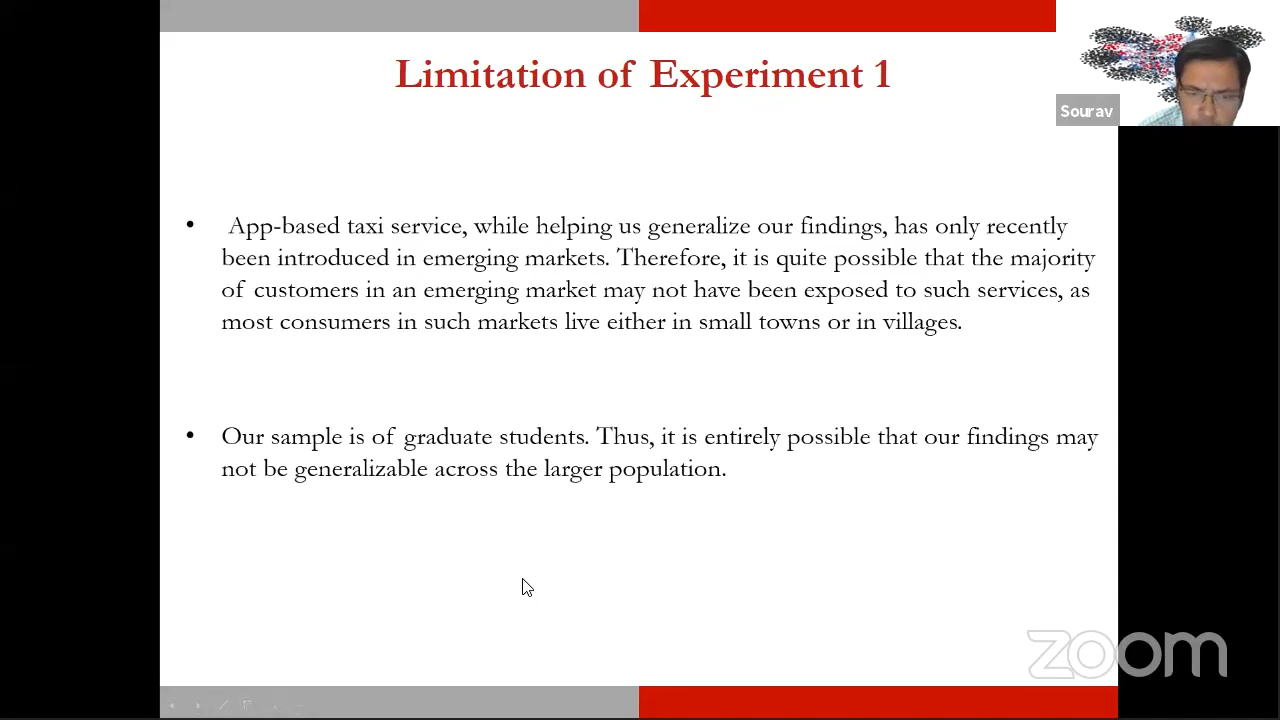 Limitation of Experiment 1
Sourav
• App-based taxi service, while helping us generalize our findings, has only recently
been introduced in emerging markets. Therefore, it is quite possible that the majority
of customers in an emerging market may not have been exposed to such services, as
most consumers in such markets live either in small towns or in villages.
• Our sample is of graduate students. Thus, it is entirely possible that our findings may
not be generalizable across the larger population.
zoom